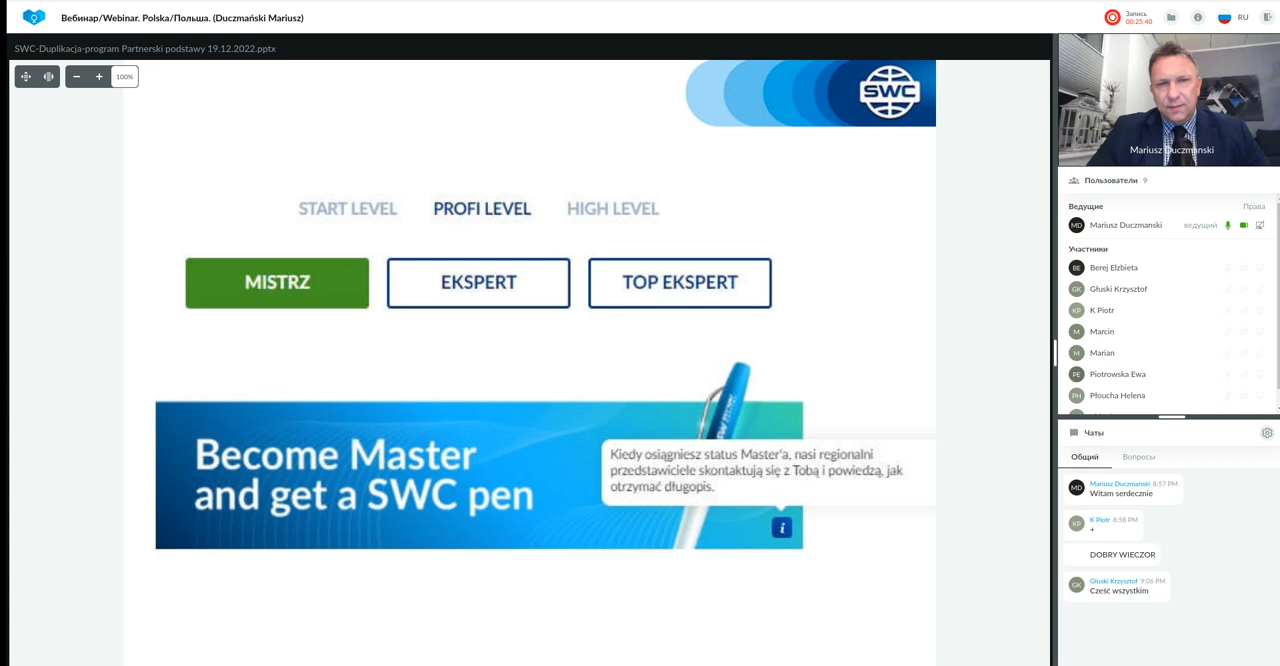 Вебинар/Webinar. Polska/Польша. (Duczmański Mariusz)
Запись
00:25:40
RU
SWC-Duplikacja-program Partnerski podstawy 19.12.2022.pptx
100%
SWC
START LEVEL PROFI LEVEL HIGH LEVEL
MISTRZ EKSPERT TOP EKSPERT
Become Master
and get a SWC pen
SWC
Kiedy osiągniesz status Master'a, nasi regionalni
przedstawiciele skontaktują się z Tobą i powiedzą, jak
otrzymać długopis.
i
Mariusz Duczmanski
Пользователи 9
Ведущие Права
MD Mariusz Duczmanski ведущий
Участники
BE Berej Elzbieta
GK Głuski Krzysztof
KP K Piotr
M Marcin
M Marian
PE Piotrowska Ewa
PH Płoucha Helena
Чаты
Общий Вопросы
MD Mariusz Duczmanski 8:57 PM
Witam serdecznie
KP K Piotr 8:58 PM
+
DOBRY WIECZOR
GK Głuski Krzysztof 9:06 PM
Cześć wszystkim